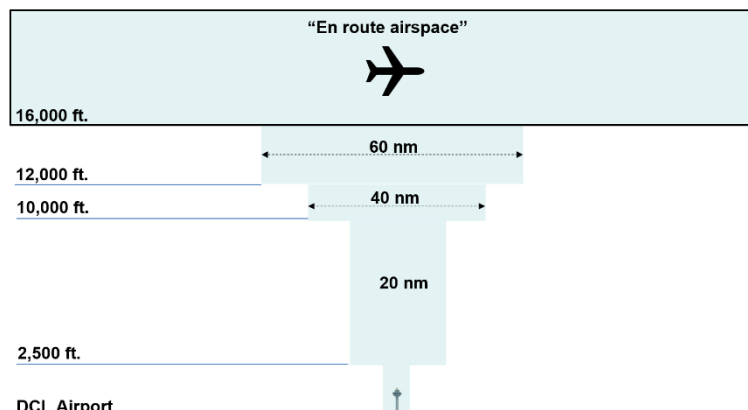 “En route airspace”
16,000 ft.
60 nm
12,000 ft.
40 nm
10,000 ft.
20 nm
2,500 ft.
DCL Airport